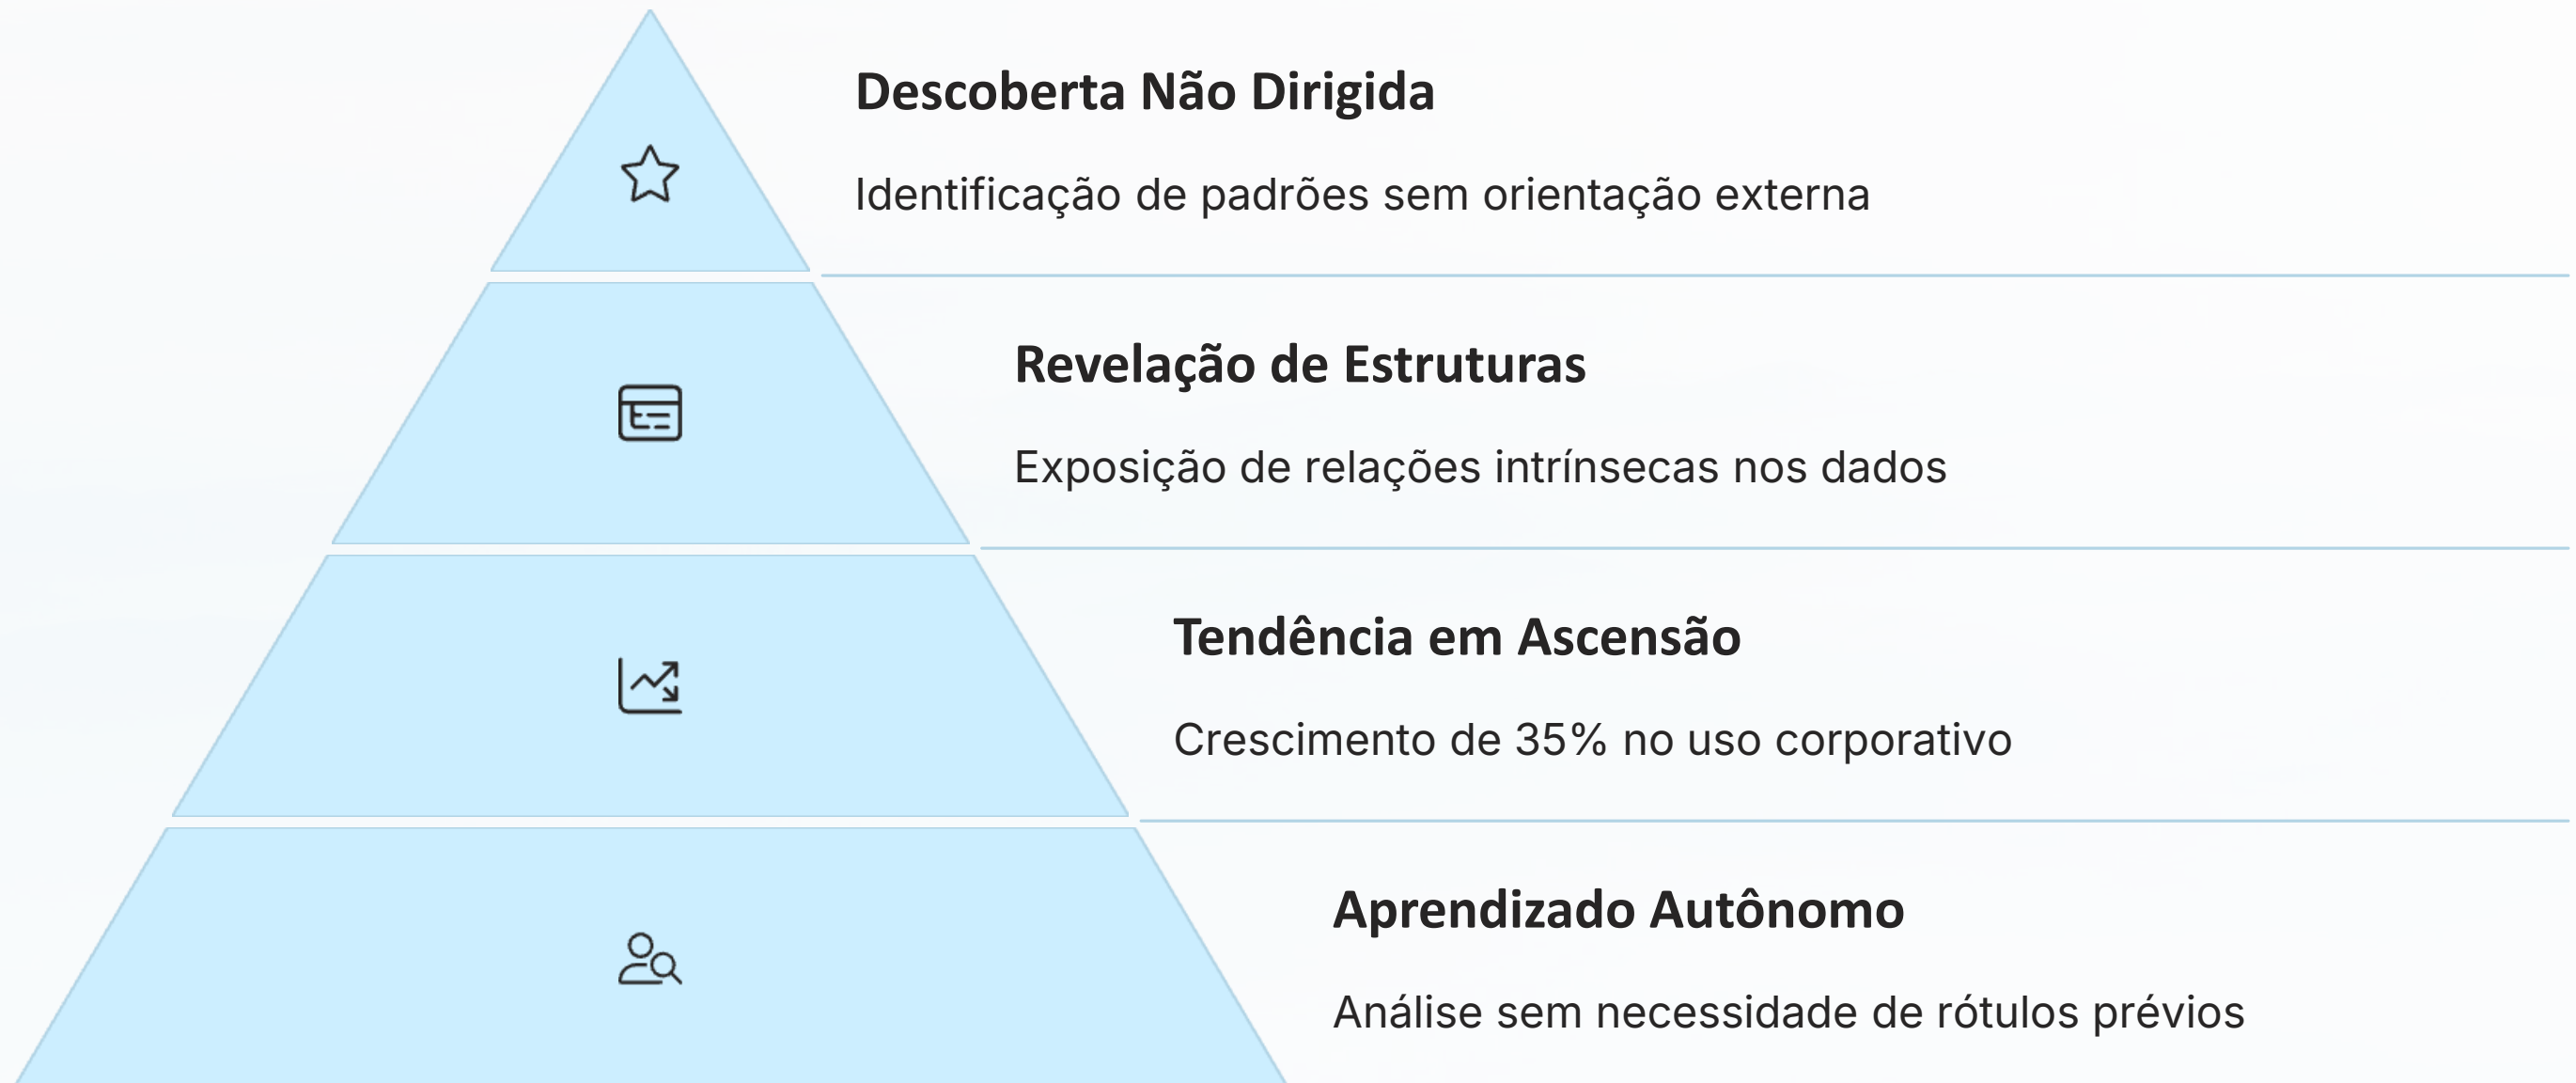 Descoberta Não Dirigida
Identificação de padrões sem orientação externa
Revelação de Estruturas
Exposição de relações intrínsecas nos dados
Tendência em Ascensão
Crescimento de 35% no uso corporativo
Aprendizado Autônomo
Análise sem necessidade de rótulos prévios